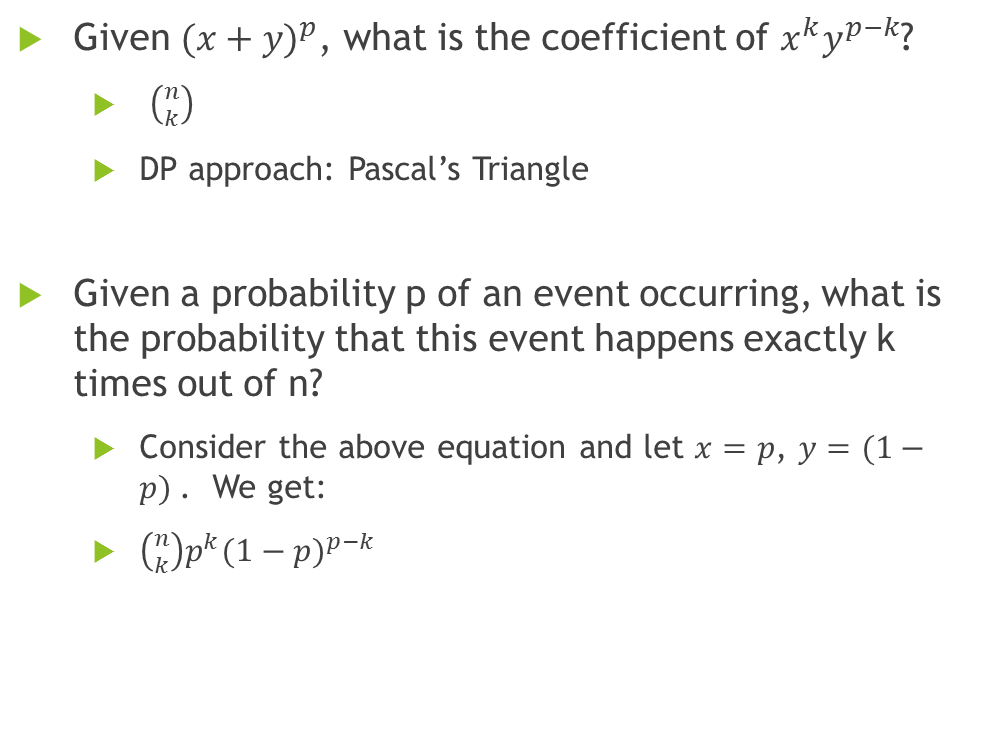 Given (x + y)^p, what is the coefficient of x^k y^{p−k}?
(n k)
DP approach: Pascal's Triangle
Given a probability p of an event occurring, what is
the probability that this event happens exactly k
times out of n?
Consider the above equation and let x = p, y = (1 −
p) . We get:
(n k)p^k (1 − p)^{p−k}